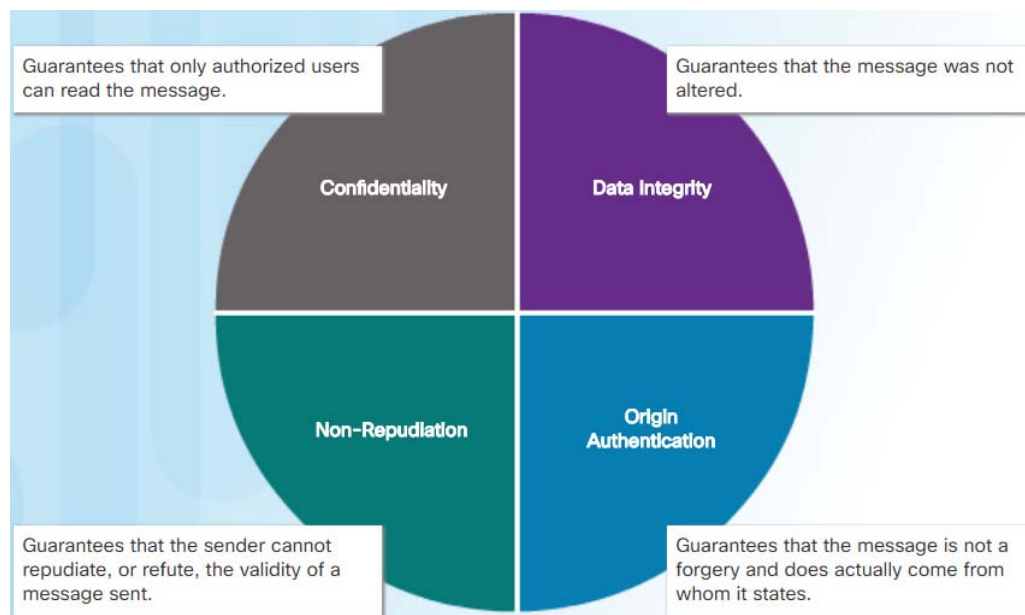 Guarantees that only authorized users
can read the message.
Guarantees that the message was not
altered.
Confidentiality
Data Integrity
Non-Repudiation
Origin
Authentication
Guarantees that the sender cannot
repudiate, or refute, the validity of a
message sent.
Guarantees that the message is not a
forgery and does actually come from
whom it states.